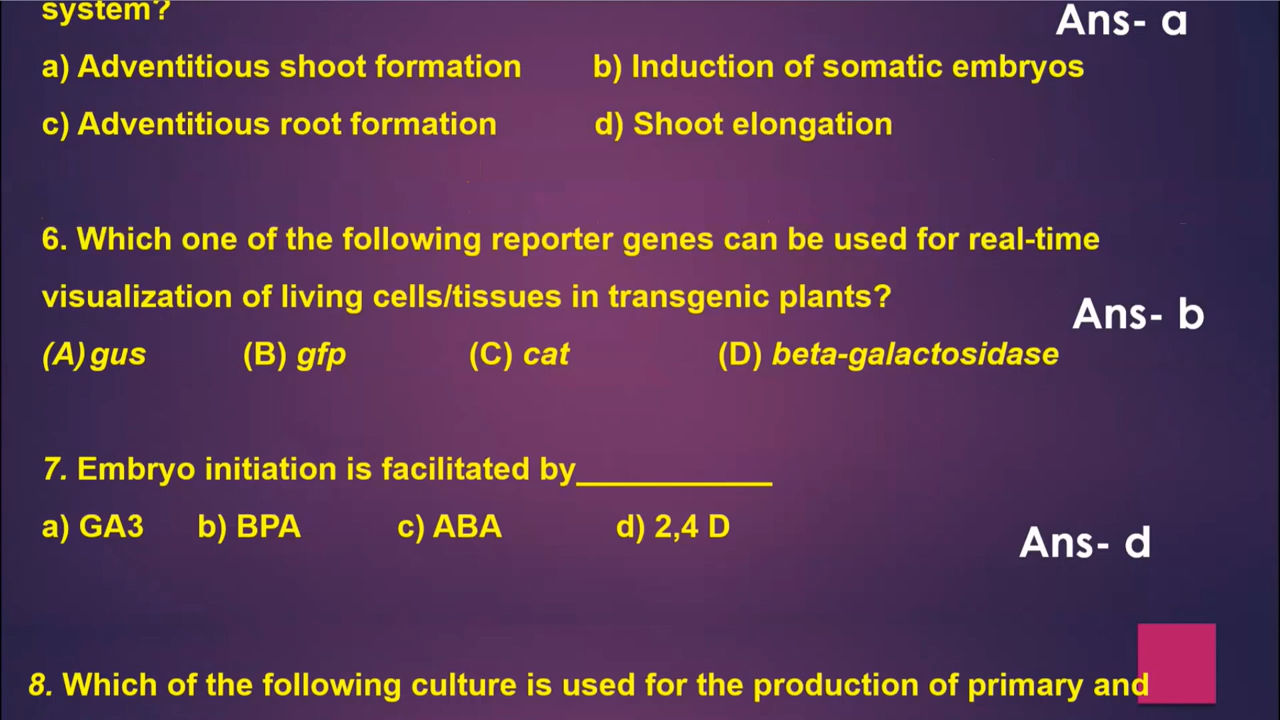 system?
Ans- a
a) Adventitious shoot formation b) Induction of somatic embryos
c) Adventitious root formation d) Shoot elongation
6. Which one of the following reporter genes can be used for real-time
visualization of living cells/tissues in transgenic plants?
Ans- b
(A) gus (B) gfp (C) cat (D) beta-galactosidase
7. Embryo initiation is facilitated by___________
a) GA3 b) BPA c) ABA d) 2,4 D
Ans- d
8. Which of the following culture is used for the production of primary and